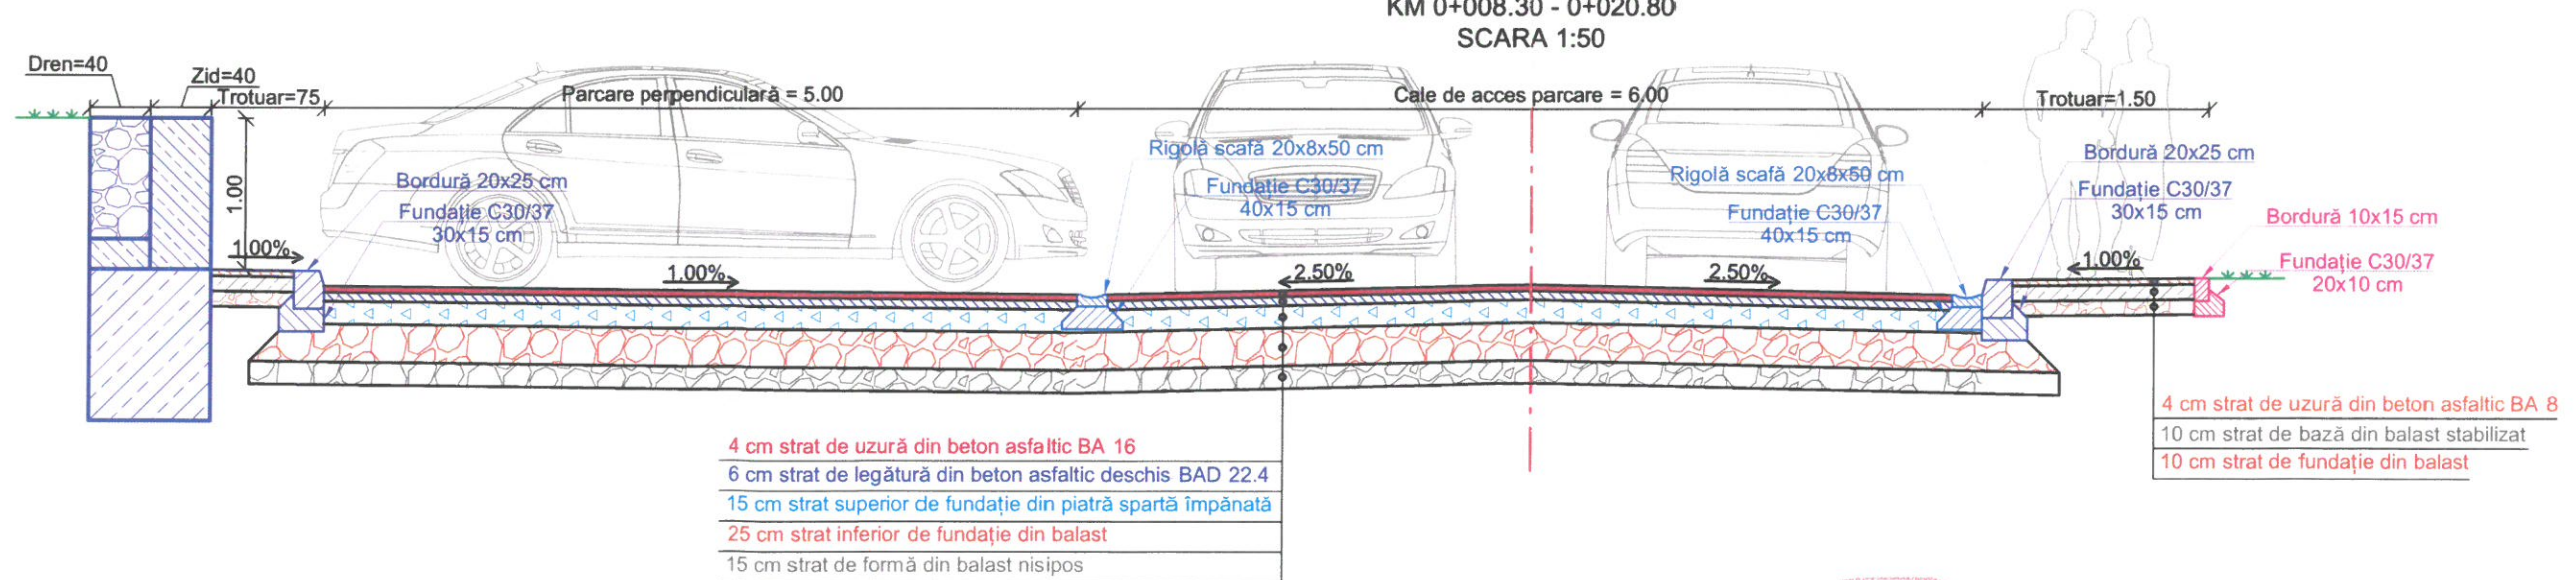 KM 0+008.30 - 0+020.80
SCARA 1:50
Dren=40
Zid=40
Trotuar=75
Parcare perpendiculară = 5.00
Cale de acces parcare = 6.00
Trotuar=1.50
1.00
Bordură 20x25 cm
Fundație C30/37
30x15 cm
Rigolă scafă 20x8x50 cm
Fundație C30/37
40x15 cm
Rigolă scafă 20x8x50 cm
Fundație C30/37
40x15 cm
Bordură 20x25 cm
Fundație C30/37
30x15 cm
Bordură 10x15 cm
Fundație C30/37
20x10 cm
1.00%
1.00%
2.50%
2.50%
1.00%
4 cm strat de uzură din beton asfaltic BA 16
6 cm strat de legătură din beton asfaltic deschis BAD 22.4
15 cm strat superior de fundație din piatră spartă împănată
25 cm strat inferior de fundație din balast
15 cm strat de formă din balast nisipos
4 cm strat de uzură din beton asfaltic BA 8
10 cm strat de bază din balast stabilizat
10 cm strat de fundație din balast